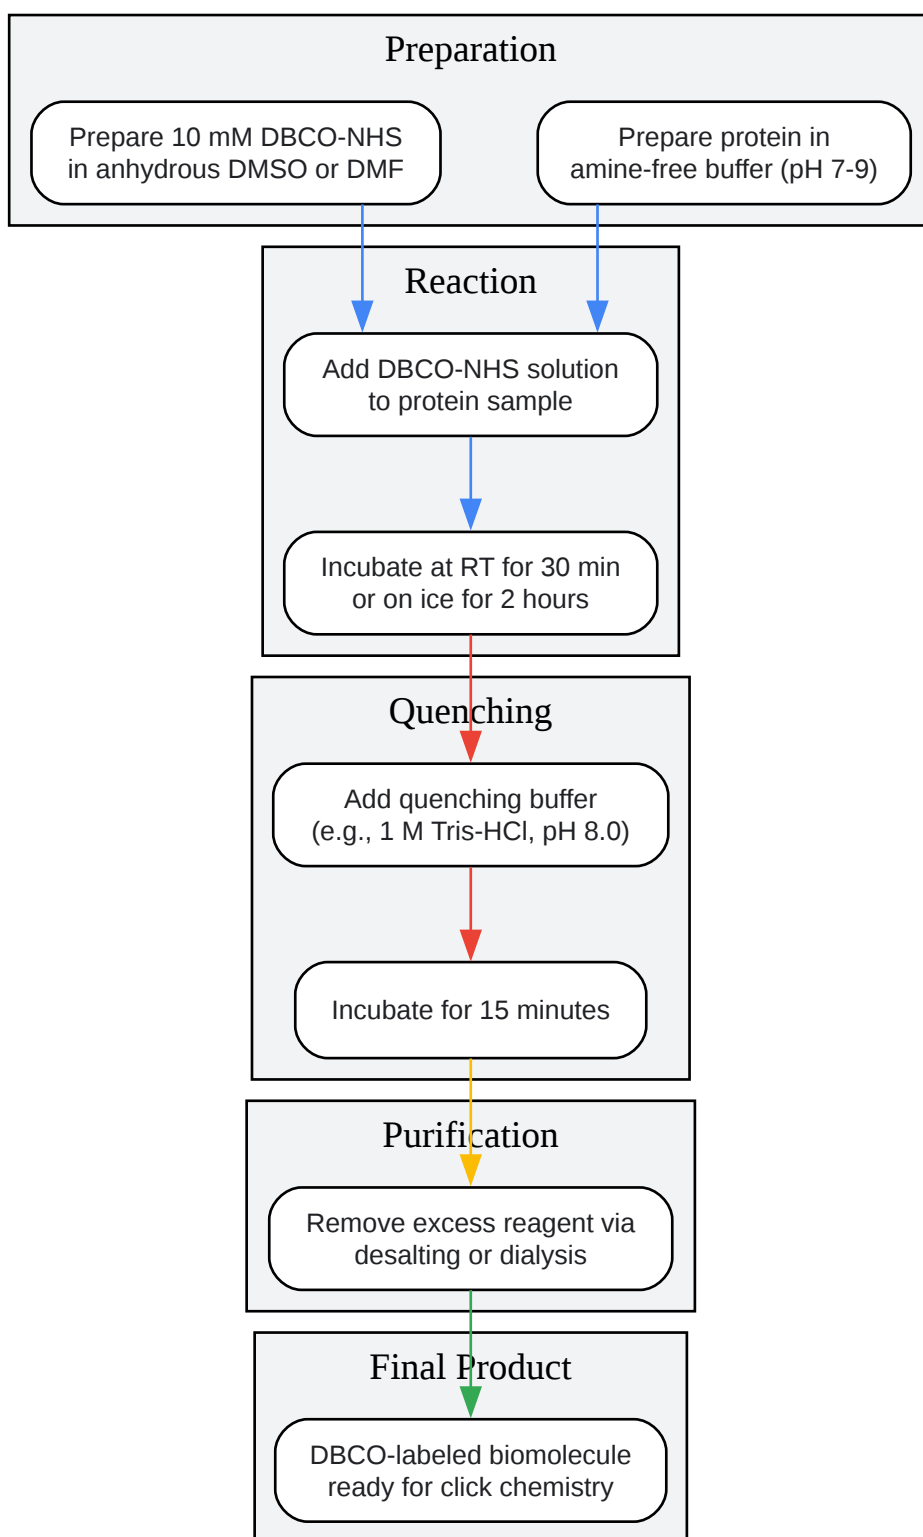 Preparation
Prepare 10 mM DBCO-NHS
in anhydrous DMSO or DMF
Prepare protein in
amine-free buffer (pH 7-9)
Reaction
Add DBCO-NHS solution
to protein sample
Incubate at RT for 30 min
or on ice for 2 hours
Quenching
Add quenching buffer
(e.g., 1 M Tris-HCl, pH 8.0)
Incubate for 15 minutes
Purification
Remove excess reagent via
desalting or dialysis
Final Product
DBCO-labeled biomolecule
ready for click chemistry